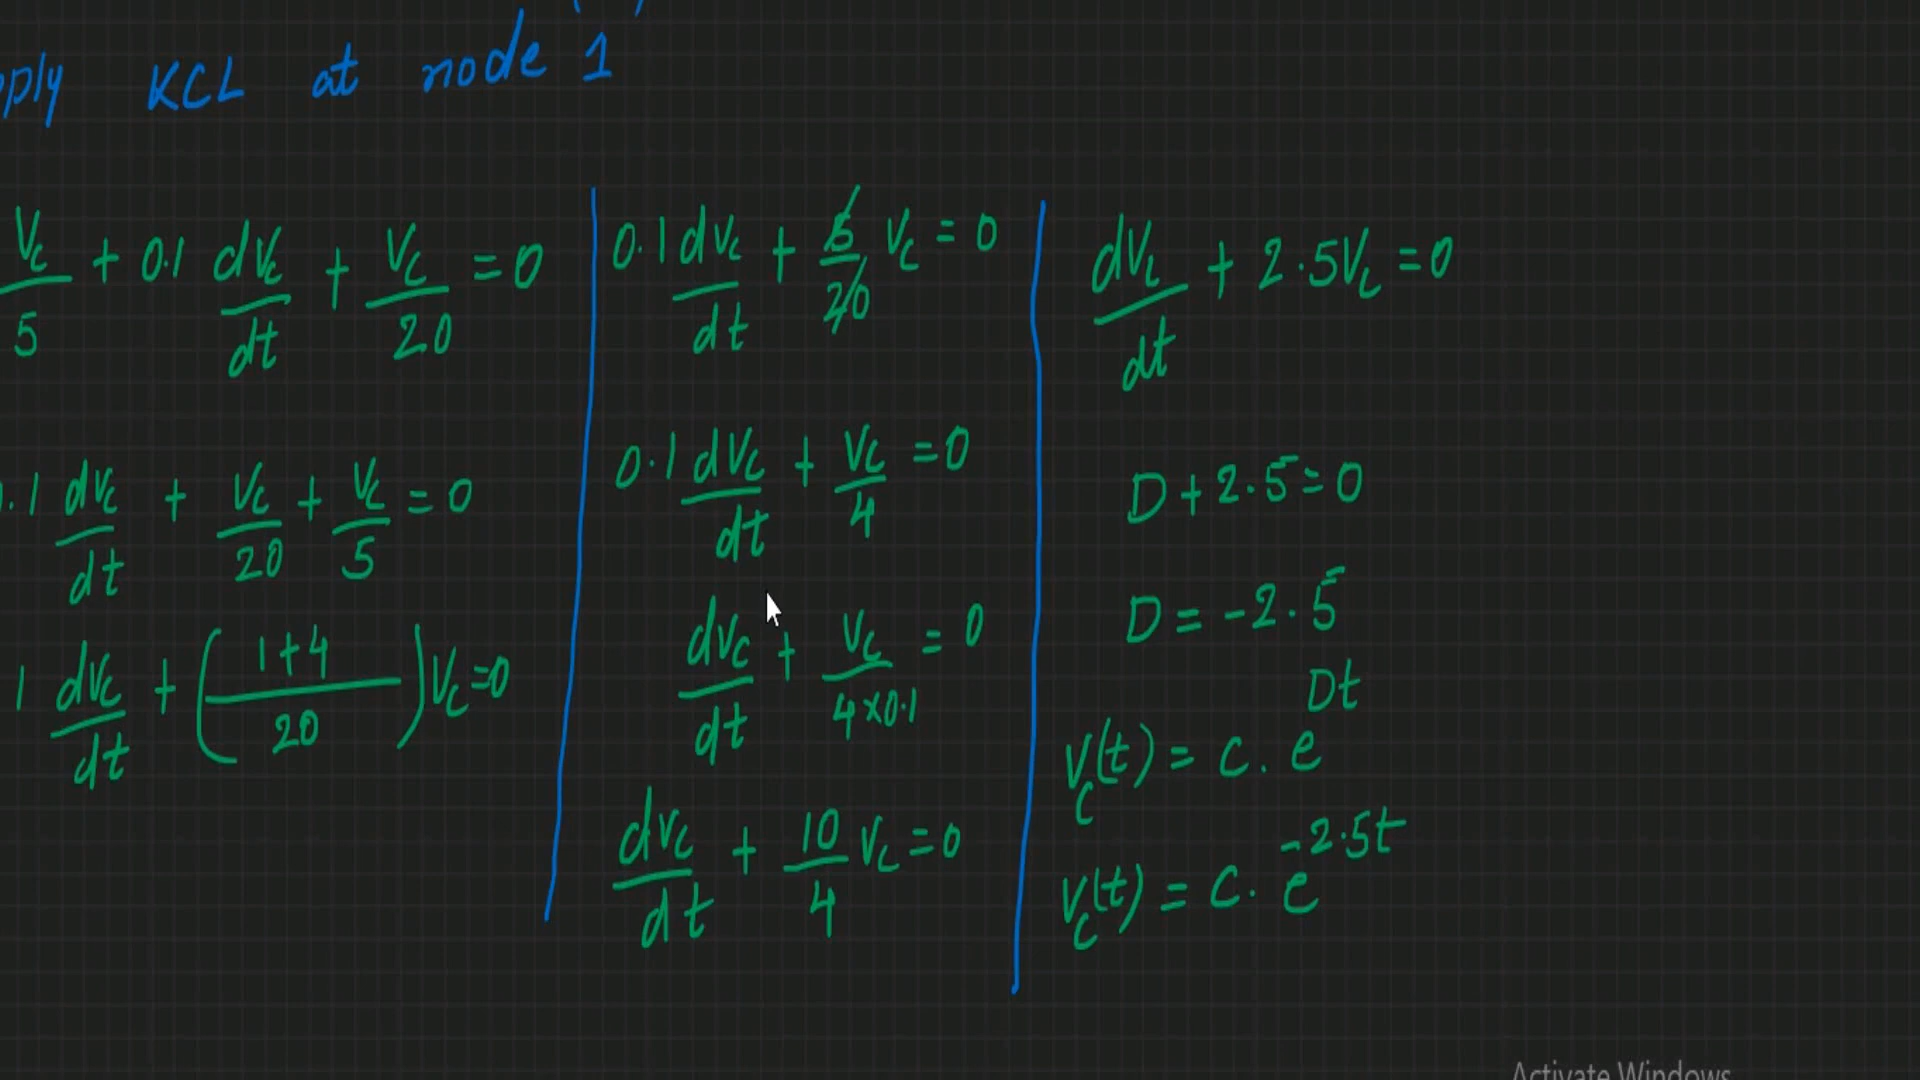 pply KCL at node 1
Vc/5 + 0.1 dVc/dt + Vc/20 = 0
.1 dVc/dt + Vc/20 + Vc/5 = 0
1 dVc/dt + (1+4/20)Vc = 0
0.1 dVc/dt + 5/20 Vc = 0
0.1 dVc/dt + Vc/4 = 0
dVc/dt + Vc/4×0.1 = 0
dVc/dt + 10/4 Vc = 0
dVc/dt + 2.5Vc = 0
D + 2.5 = 0
D = -2.5
Vc(t) = C. e^Dt
Vc(t) = C. e^-2.5t
Activate Windows